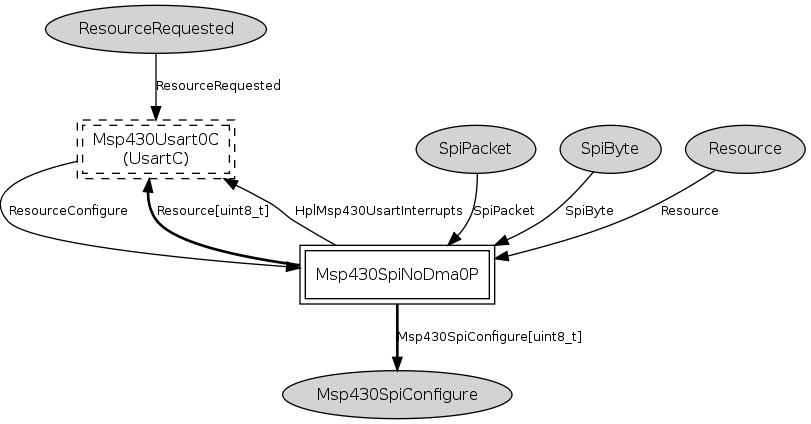 ResourceRequested
ResourceRequested
Msp430Usart0C
(UsartC)
SpiPacket
SpiByte
Resource
ResourceConfigure
Resource[uint8_t]
HplMsp430UsartInterrupts
SpiPacket
SpiByte
Resource
Msp430SpiNoDma0P
Msp430SpiConfigure[uint8_t]
Msp430SpiConfigure